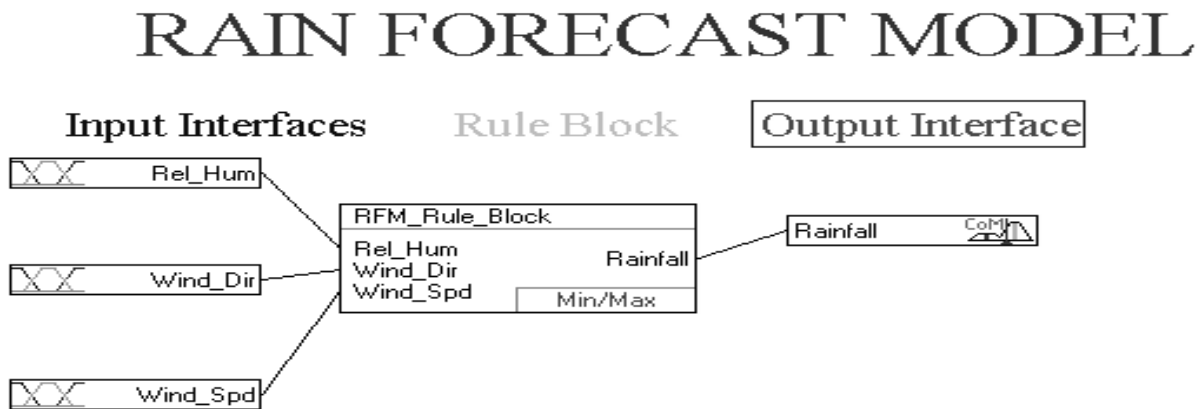 RAIN FORECAST MODEL
Input Interfaces
Rule Block
Output Interface
Rel_Hum
Wind_Dir
Wind_Spd
RFM_Rule_Block
Rel_Hum
Wind_Dir
Wind_Spd
Rainfall
Min/Max
Rainfall
CoM